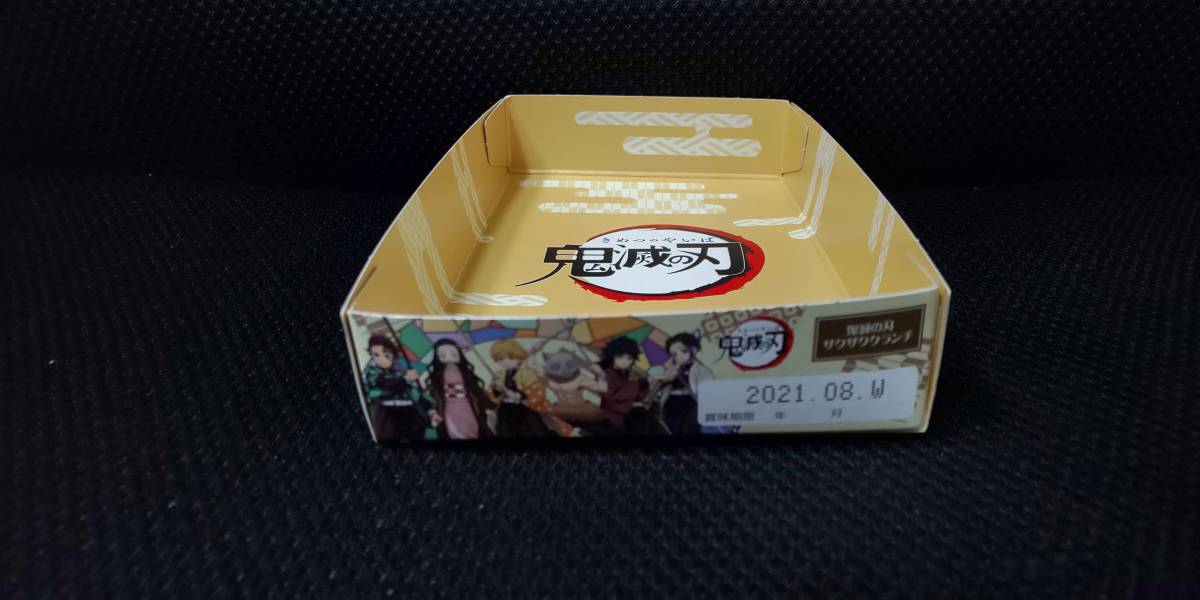 きめつのやいば
鬼滅の刃
鬼滅の刃
鬼滅の刃
サクサククランチ
2021.08.W
賞味期限 年 月